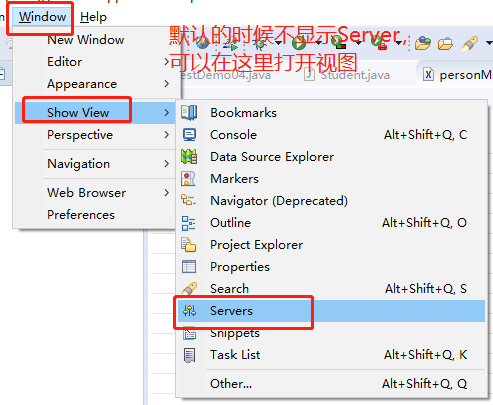 Window Help
默认的时候不显示Server,
可以在这里打开视图
New Window
Editor
Appearance
Show View
Perspective
Navigation
Web Browser
Preferences
estDemo04.java
Student.java
personM
Bookmarks
Console Alt+Shift+Q, C
Data Source Explorer
Markers
Navigator (Deprecated)
Outline Alt+Shift+Q, O
Project Explorer
Properties
Search Alt+Shift+Q, S
Servers
Snippets
Task List Alt+Shift+Q, K
Other... Alt+Shift+Q, Q